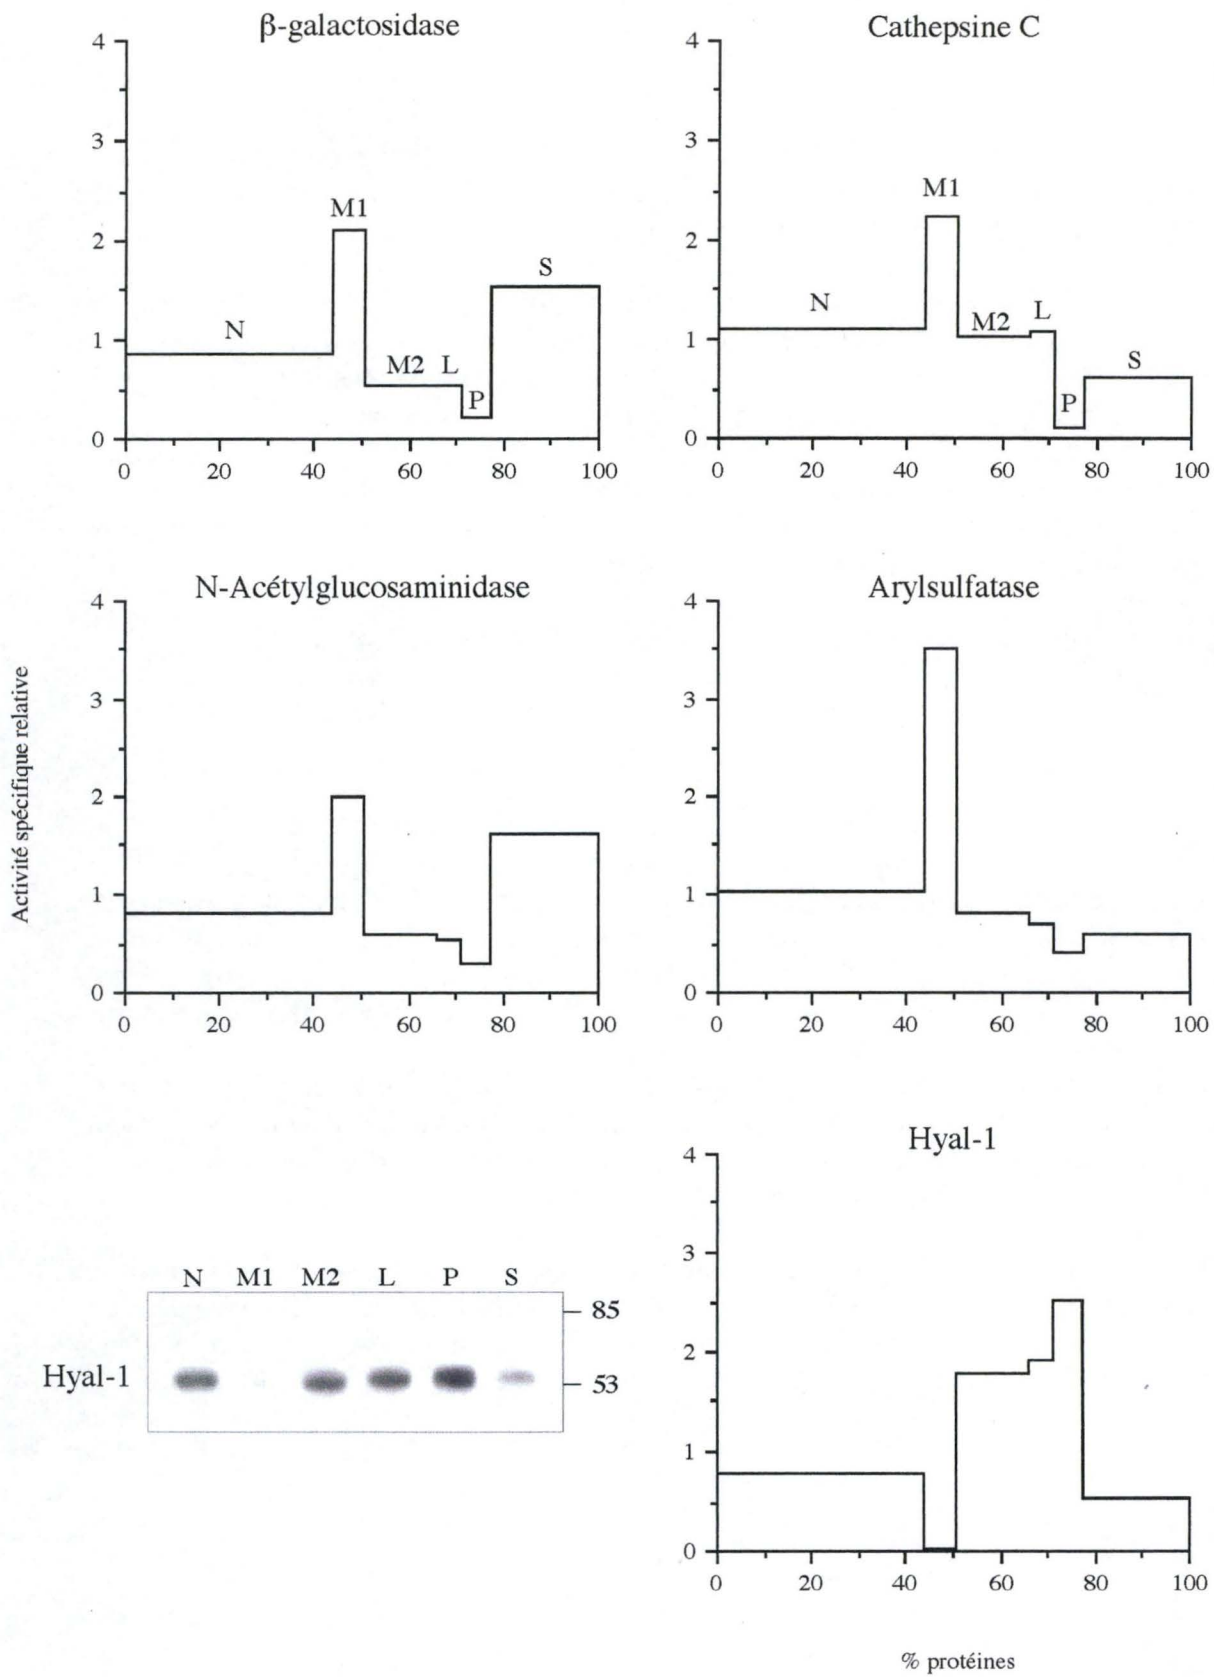 β-galactosidase
4
3
2
1
0
N
M1
M2 L
P
S
0 20 40 60 80 100
Cathepsine C
4
3
2
1
0
N
M1
M2
L
P
S
0 20 40 60 80 100
Activité spécifique relative
N-Acétylglucosaminidase
4
3
2
1
0
0 20 40 60 80 100
Arylsulfatase
4
3
2
1
0
0 20 40 60 80 100
N M1 M2 L P S
85
Hyal-1
53
Hyal-1
4
3
2
1
0
0 20 40 60 80 100
% protéines